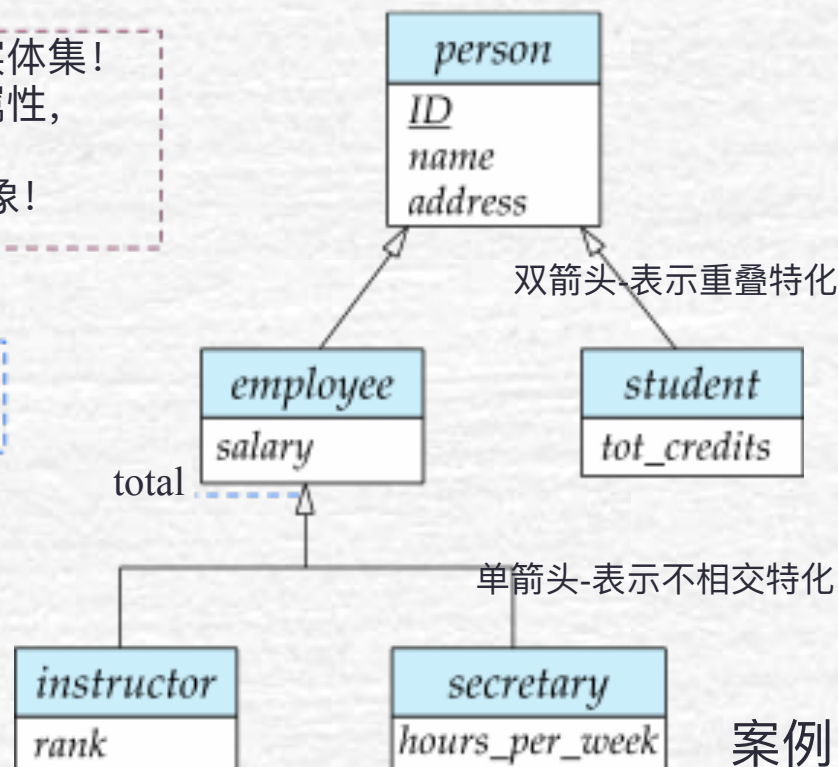 体集!
性,
象!
person
ID
name
address
双箭头-表示重叠特化
employee
salary
student
tot_credits
total
单箭头-表示不相交特化
instructor
rank
secretary
hours_per_week
案例